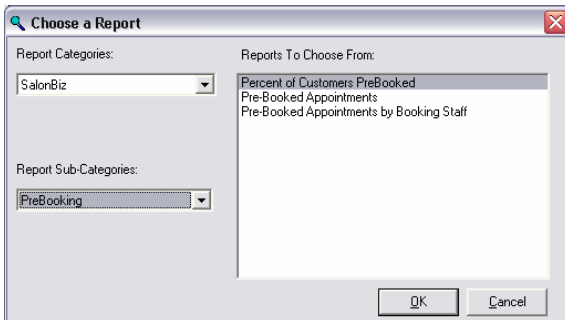 Choose a Report
Report Categories:
SalonBiz
Report Sub-Categories:
PreBooking
Reports To Choose From:
Percent of Customers PreBooked
Pre-Booked Appointments
Pre-Booked Appointments by Booking Staff
OK
Cancel